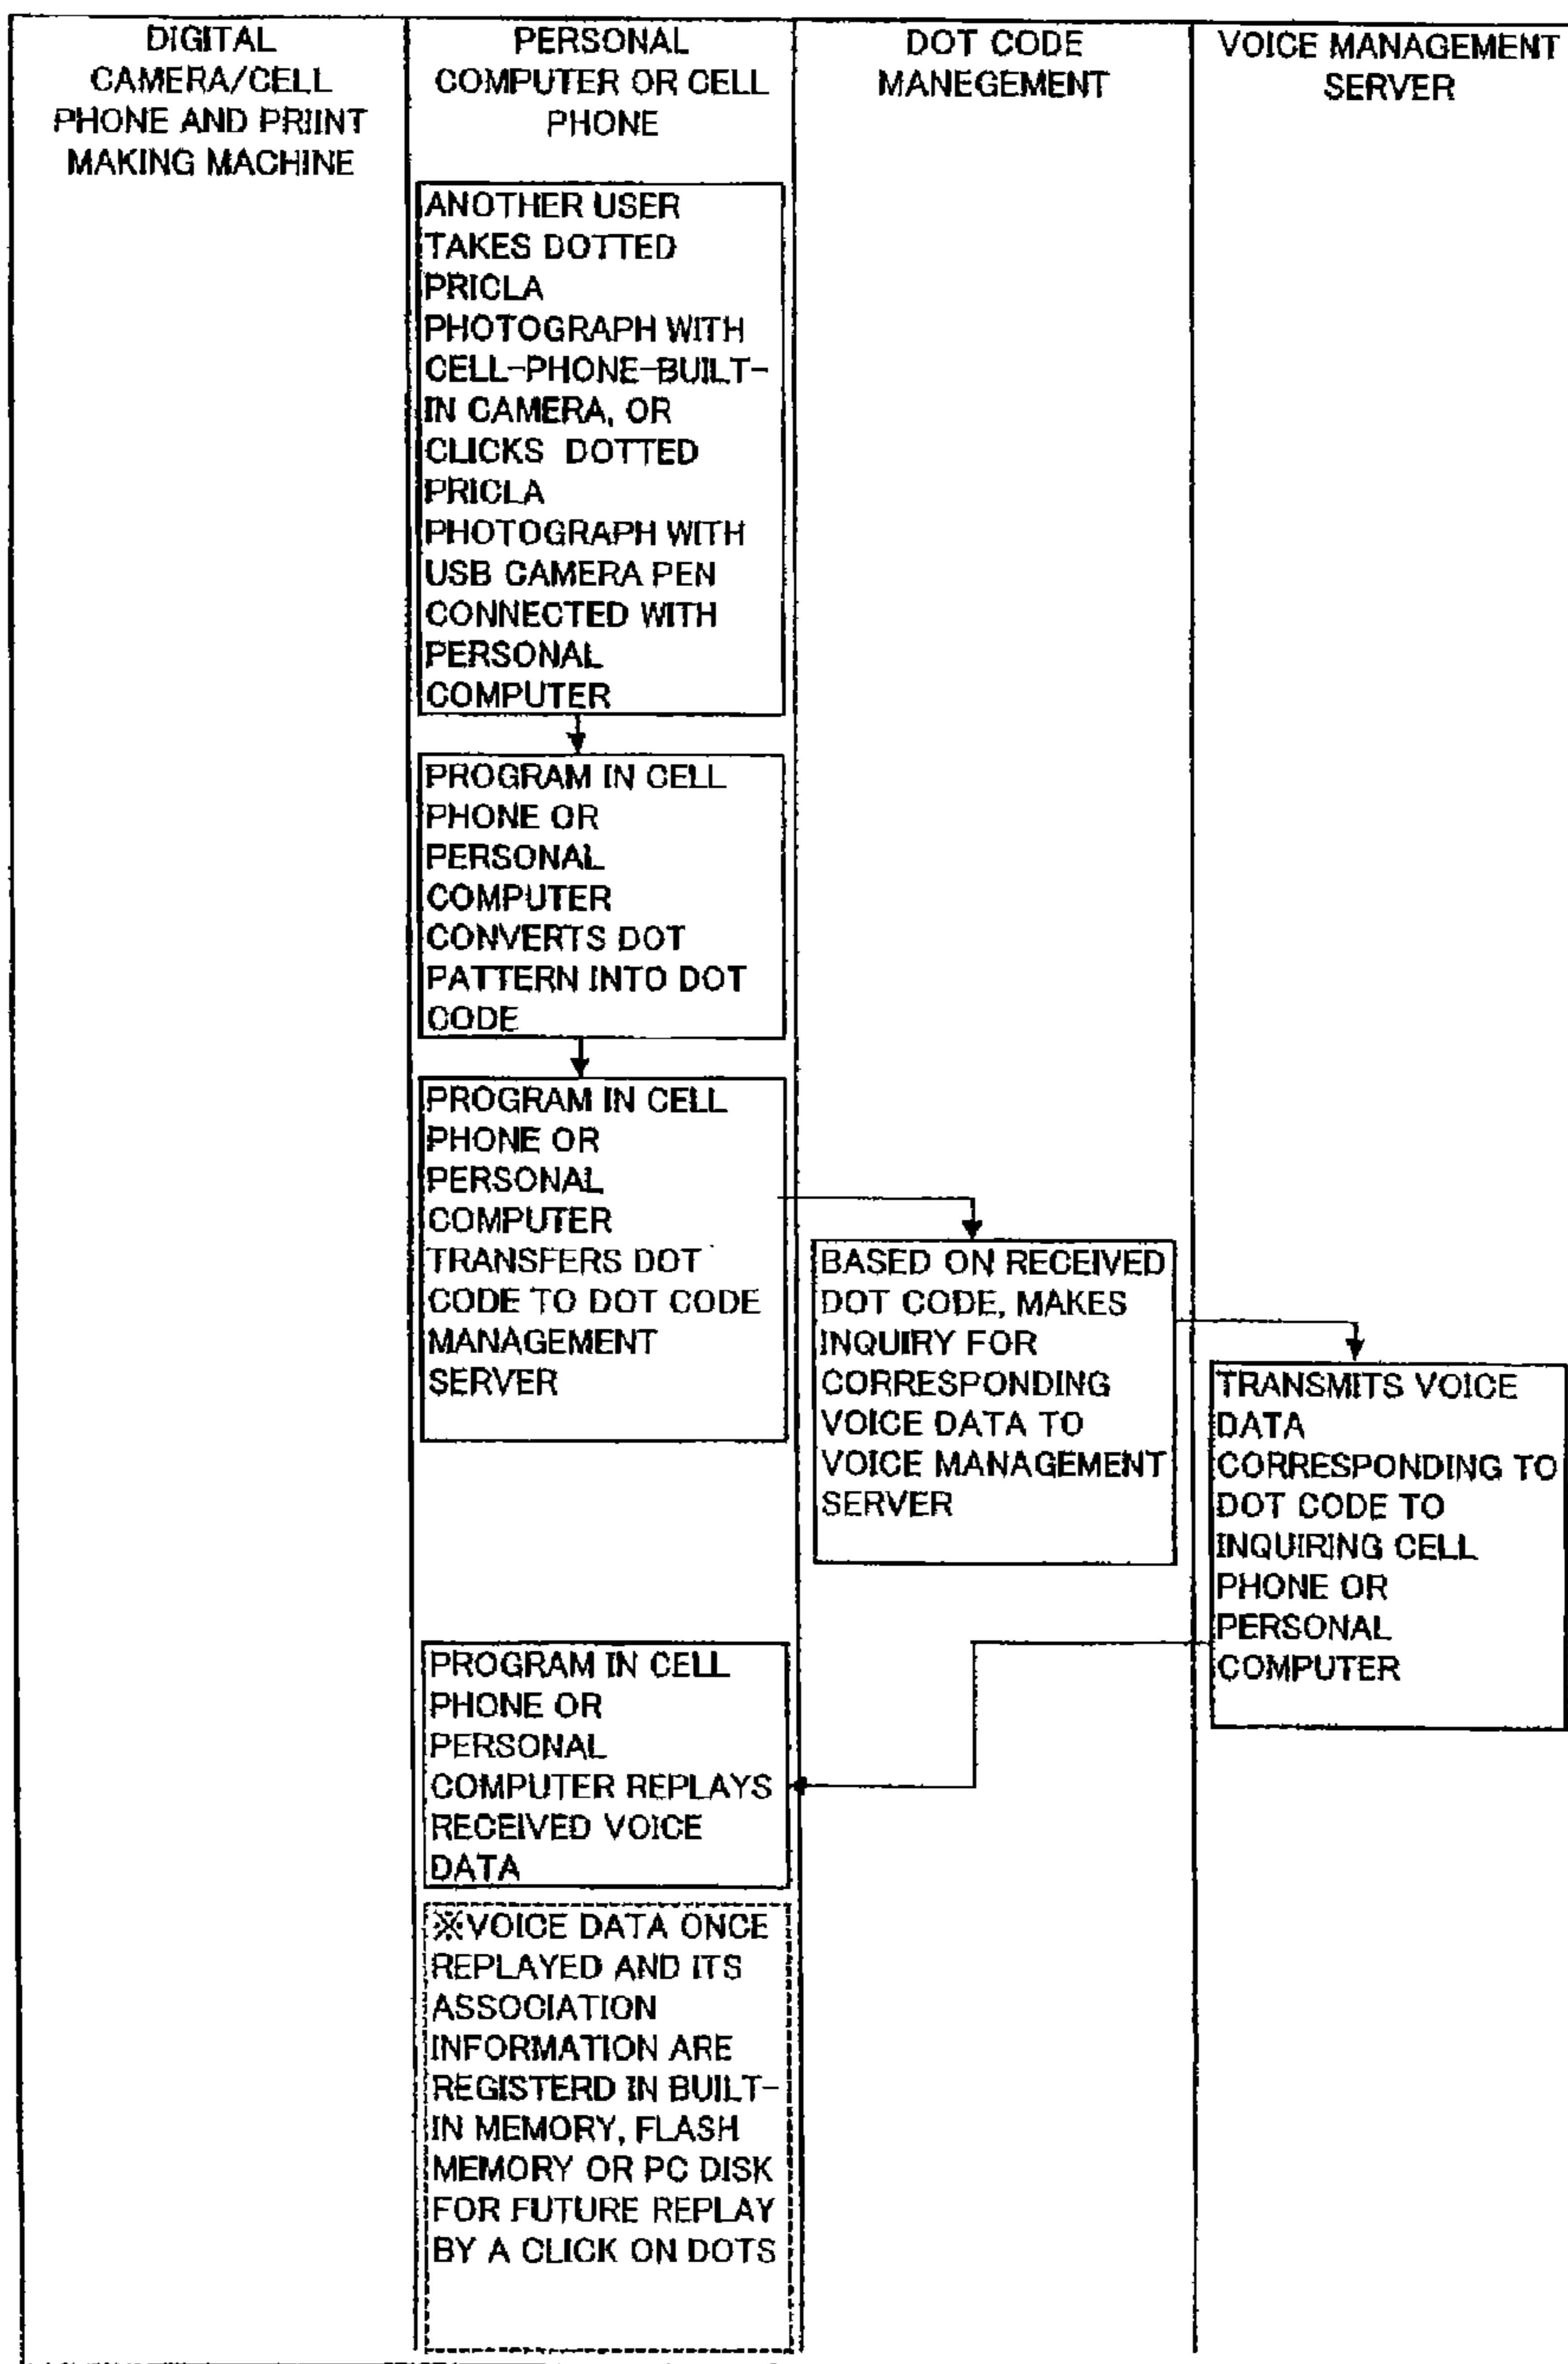 DIGITAL
CAMERA/CELL
PHONE AND PRIINT
MAKING MACHINE
PERSONAL
COMPUTER OR CELL
PHONE
DOT CODE
MANEGEMENT
VOICE MANAGEMENT
SERVER
ANOTHER USER
TAKES DOTTED
PRICLA
PHOTOGRAPH WITH
CELL-PHONE-BUILT-
IN CAMERA, OR
CLICKS DOTTED
PRICLA
PHOTOGRAPH WITH
USB CAMERA PEN
CONNECTED WITH
PERSONAL
COMPUTER
PROGRAM IN CELL
PHONE OR
PERSONAL
COMPUTER
CONVERTS DOT
PATTERN INTO DOT
CODE
PROGRAM IN CELL
PHONE OR
PERSONAL
COMPUTER
TRANSFERS DOT
CODE TO DOT CODE
MANAGEMENT
SERVER
BASED ON RECEIVED
DOT CODE, MAKES
INQUIRY FOR
CORRESPONDING
VOICE DATA TO
VOICE MANAGEMENT
SERVER
TRANSMITS VOICE
DATA
CORRESPONDING TO
DOT CODE TO
INQUIRING CELL
PHONE OR
PERSONAL
COMPUTER
PROGRAM IN CELL
PHONE OR
PERSONAL
COMPUTER REPLAYS
RECEIVED VOICE
DATA
※VOICE DATA ONCE
REPLAYED AND ITS
ASSOCIATION
INFORMATION ARE
REGISTERD IN BUILT-
IN MEMORY, FLASH
MEMORY OR PC DISK
FOR FUTURE REPLAY
BY A CLICK ON DOTS